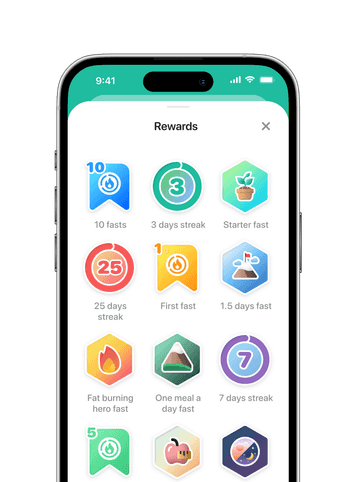 9:41
Rewards
10
3
10 fasts
3 days streak
Starter fast
25
1
25 days
streak
First fast
1.5 days fast
7
Fat burning
hero fast
One meal a
day fast
7 days streak
5